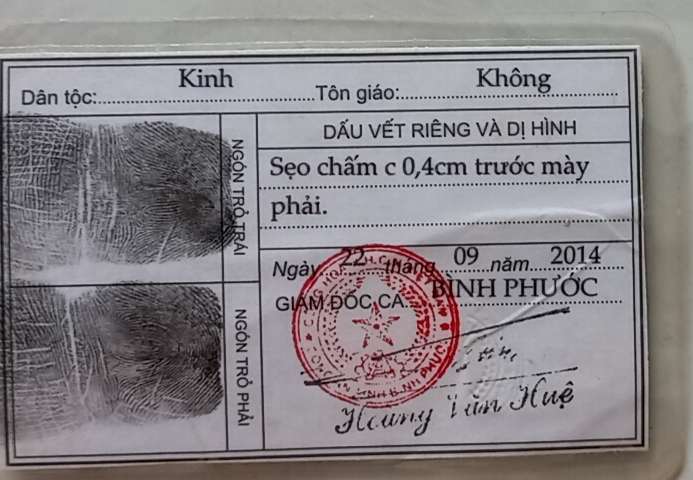 Dân tộc: Kinh Tôn giáo: Không
NGÓN TRỎ TRÁI
NGÓN TRỎ PHẢI
DẤU VẾT RIÊNG VÀ DỊ HÌNH
Sẹo chấm c 0,4cm trước mày
phải.
Ngày 22 tháng 09 năm 2014
GIÁM ĐỐC CA BÌNH PHƯỚC
Hoàng Văn Huệ